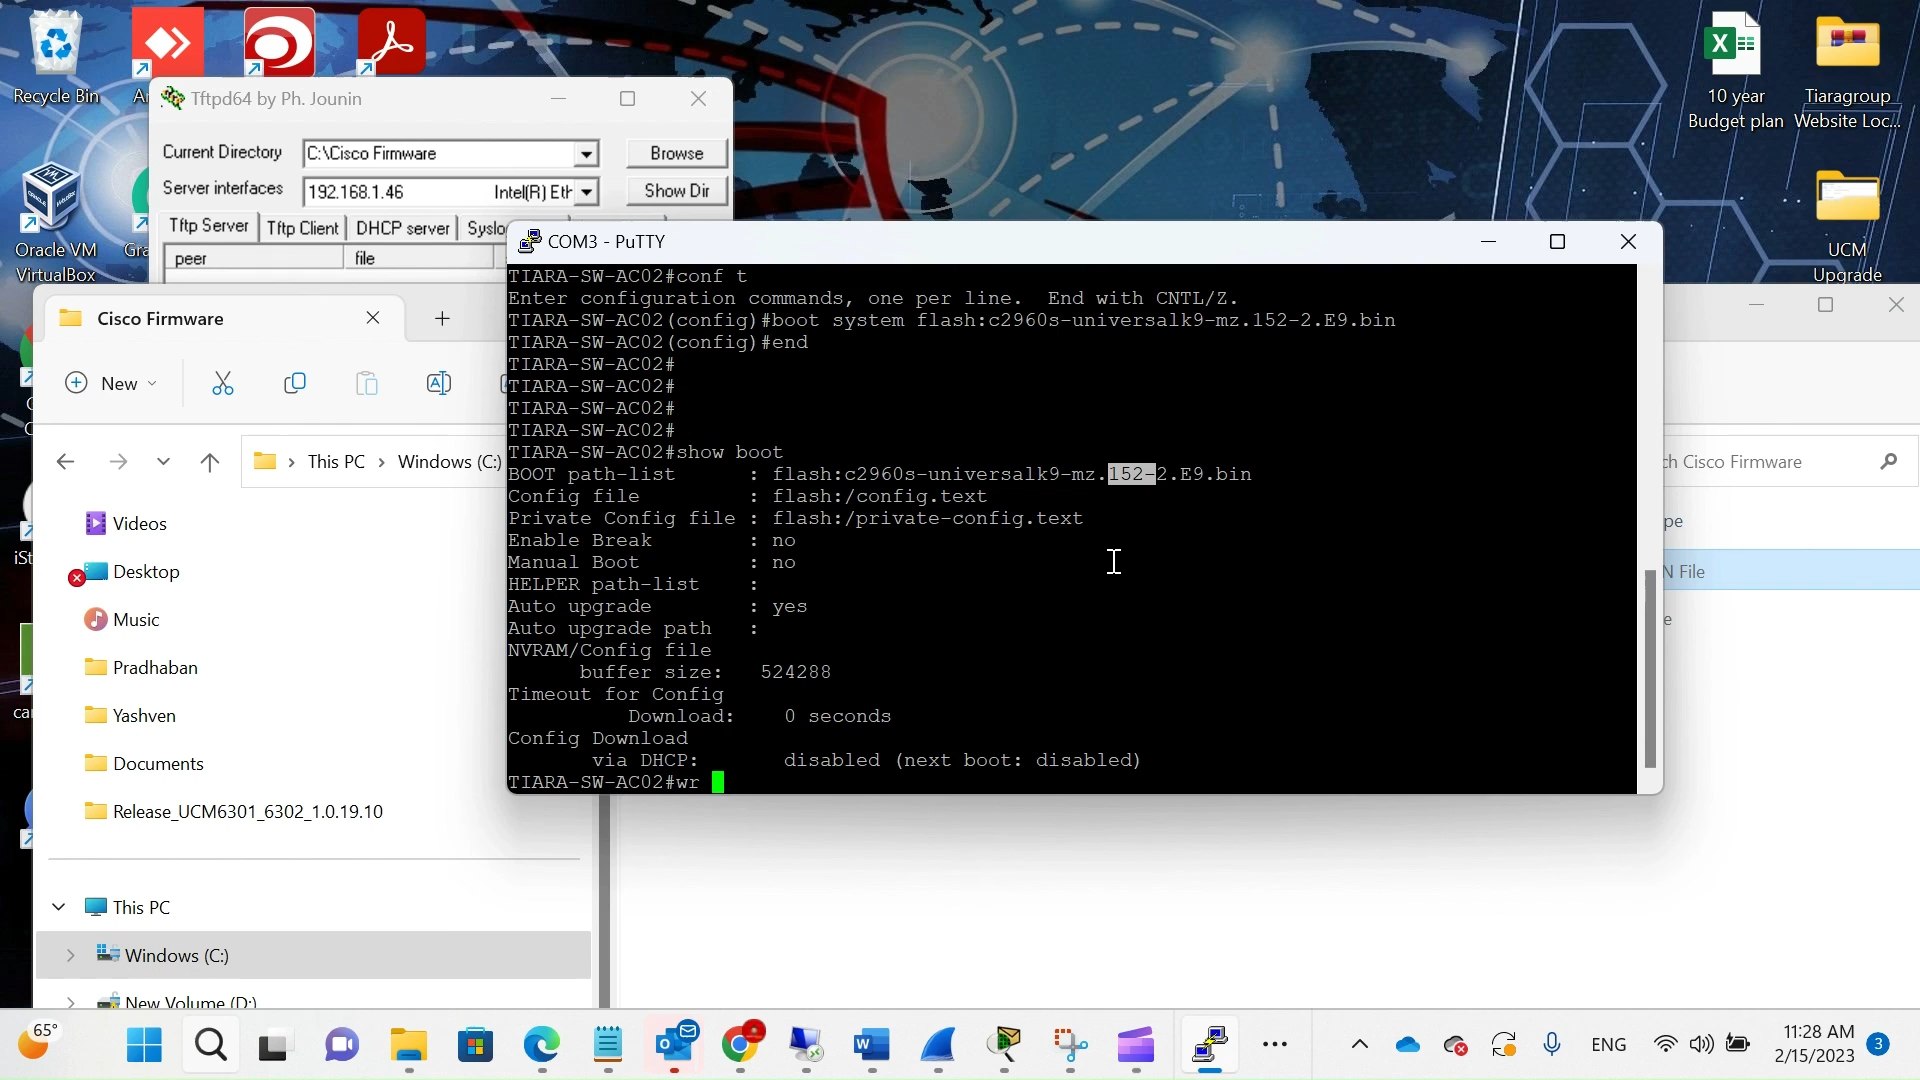 Recycle Bin
10 year
Budget plan
Tiaragroup
Website Loc...
Tftpd64 by Ph. Jounin
Current Directory
C:\Cisco Firmware
Browse
Server interfaces
192.168.1.46
Intel(R) Eth
Show Dir
Tftp Server
Tftp Client
DHCP server
Syslo
peer
file
Oracle VM
VirtualBox
Gra
UCM
Upgrade
COM3 - PuTTY
TIARA-SW-AC02#conf t
Enter configuration commands, one per line.  End with CNTL/Z.
TIARA-SW-AC02(config)#boot system flash:c2960s-universalk9-mz.152-2.E9.bin
TIARA-SW-AC02(config)#end
TIARA-SW-AC02#
TIARA-SW-AC02#
TIARA-SW-AC02#
TIARA-SW-AC02#
TIARA-SW-AC02#show boot
BOOT path-list      : flash:c2960s-universalk9-mz.152-2.E9.bin
Config file         : flash:/config.text
Private Config file : flash:/private-config.text
Enable Break        : no
Manual Boot         : no
HELPER path-list    :
Auto upgrade        : yes
Auto upgrade path   :
NVRAM/Config file
buffer size:   524288
Timeout for Config
Download:    0 seconds
Config Download
via DHCP:       disabled (next boot: disabled)
TIARA-SW-AC02#wr
Cisco Firmware
New
This PC
Windows (C:)
ch Cisco Firmware
pe
N File
e
Videos
Desktop
Music
Pradhaban
Yashven
Documents
Release_UCM6301_6302_1.0.19.10
This PC
Windows (C:)
New Volume (D:)
iSt
car
65°
ENG
11:28 AM
2/15/2023
3